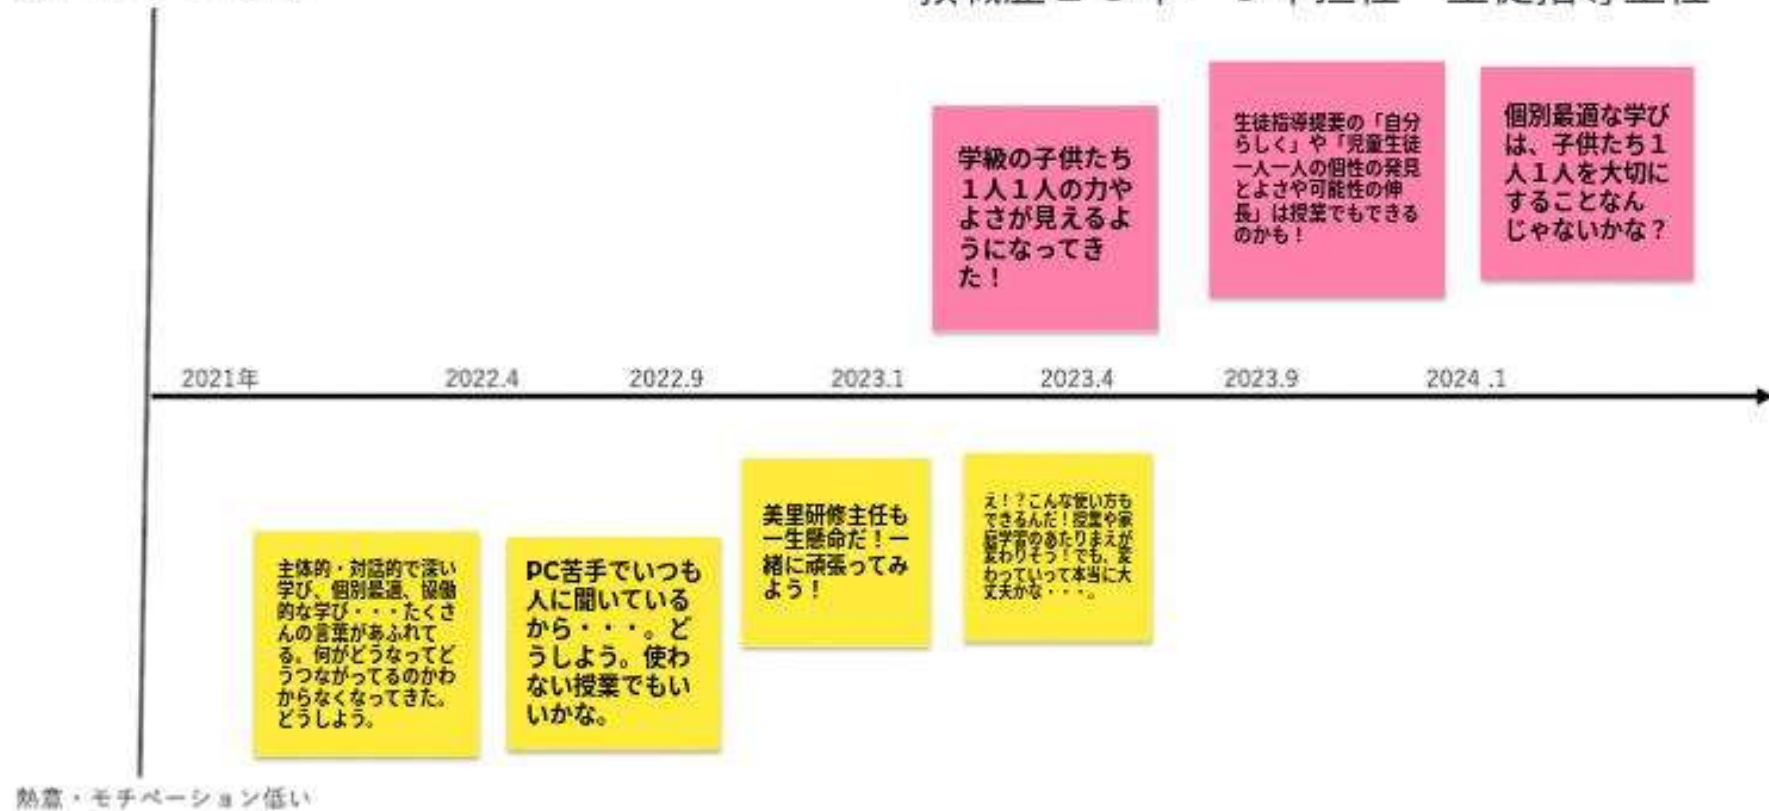 学級の子供たち
１人１人の力や
よさが見えるよ
うになってき
た！
生徒指導提要の「自分
らしく」や「児童生徒
一人一人の個性の発見
とよさや可能性の伸
長」は授業でもできる
のかも！
個別最適な学び
は、子供たち１
人１人を大切に
することなん
じゃないかな？
2021年
2022.4
2022.9
2023.1
2023.4
2023.9
2024 .1
主体的・対話的で深い
学び、個別最適、協働
的な学び・・・たくさ
んの言葉があふれて
る。何がどうなってど
うつながってるのかわ
からなくなってきた。
どうしよう。
PC苦手でいつも
人に聞いている
から・・・。ど
うしよう。使わ
ない授業でもい
いかな。
美里研修主任も
一生懸命だ！一
緒に頑張ってみ
よう！
え！？こんな使い方も
できるんだ！授業や家
庭学習のあたりまえが
変わりそう！でも、変
わっていって本当に大
丈夫かな・・・。
熱意・モチベーション低い